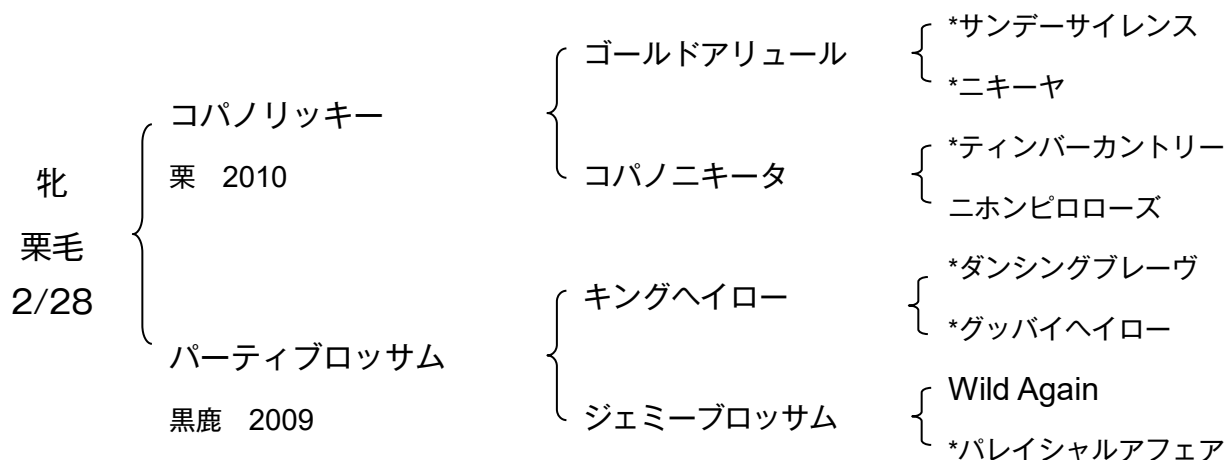 牝
栗毛
2/28
コパノリッキー
栗　2010
パーティブロッサム
黒鹿　2009
ゴールドアリュール
コパノニキータ
キングヘイロー
ジェミーブロッサム
*サンデーサイレンス
*ニキーヤ
*ティンバーカントリー
ニホンピロローズ
*ダンシングブレーヴ
*グッバイヘイロー
Wild Again
*パレイシャルアフェア